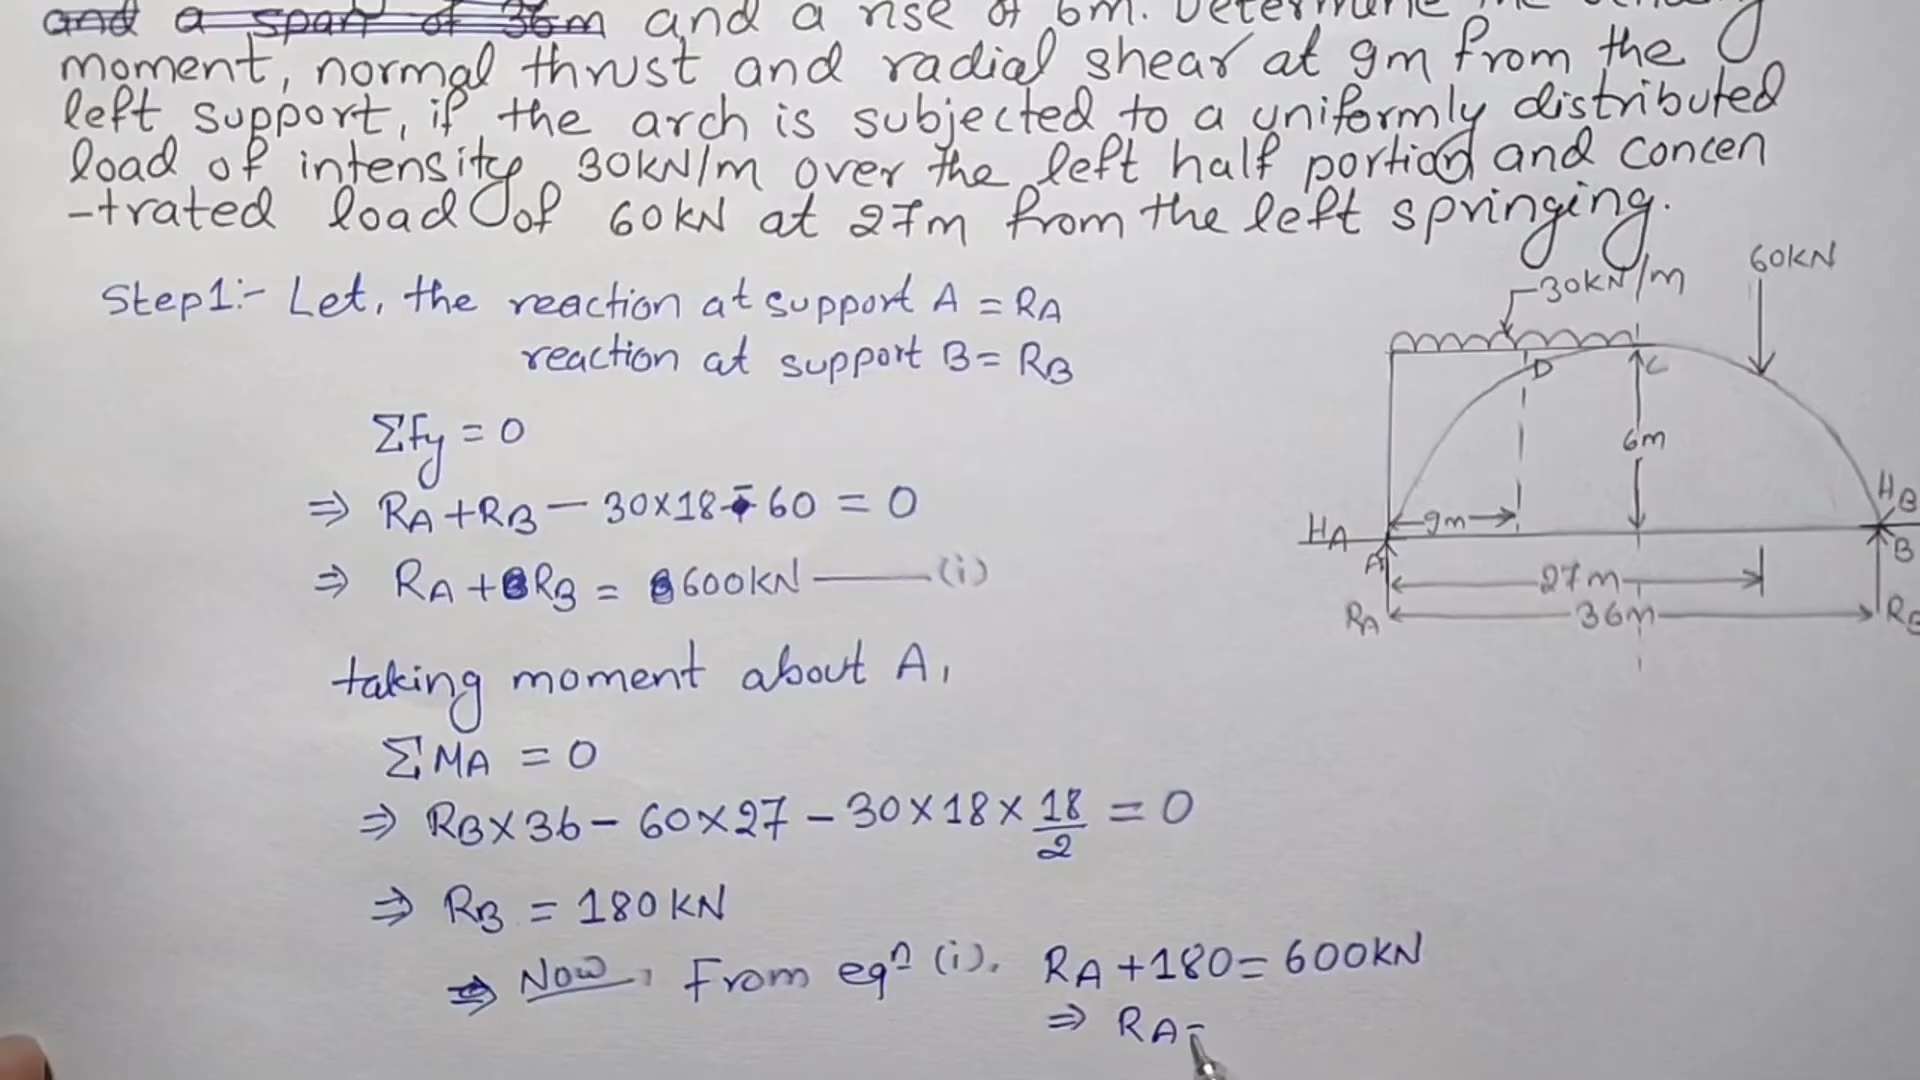 and a span of 36m and a rise of 6m. Determine the bending
moment, normal thrust and radial shear at 9m from the
left support, if the arch is subjected to a uniformly distributed
load of intensity 30KN/m over the left half portion and concen
-trated load of 60KN at 27m from the left springing.
Step1:- Let, the reaction at support A = RA
reaction at support B = RB
ΣFy = 0
⇒ RA+RB - 30×18 - 60 = 0
⇒ RA+RB = 600KN ——(i)
taking moment about A,
ΣMA = 0
⇒ RB×36 - 60×27 - 30×18×18/2 = 0
⇒ RB = 180KN
⇒ Now, From eqn (i). RA+180=600KN
⇒ RA=
60KN
30KN/m
D
C
6m
HA
9m
HB
A
B
27m
RA
36m